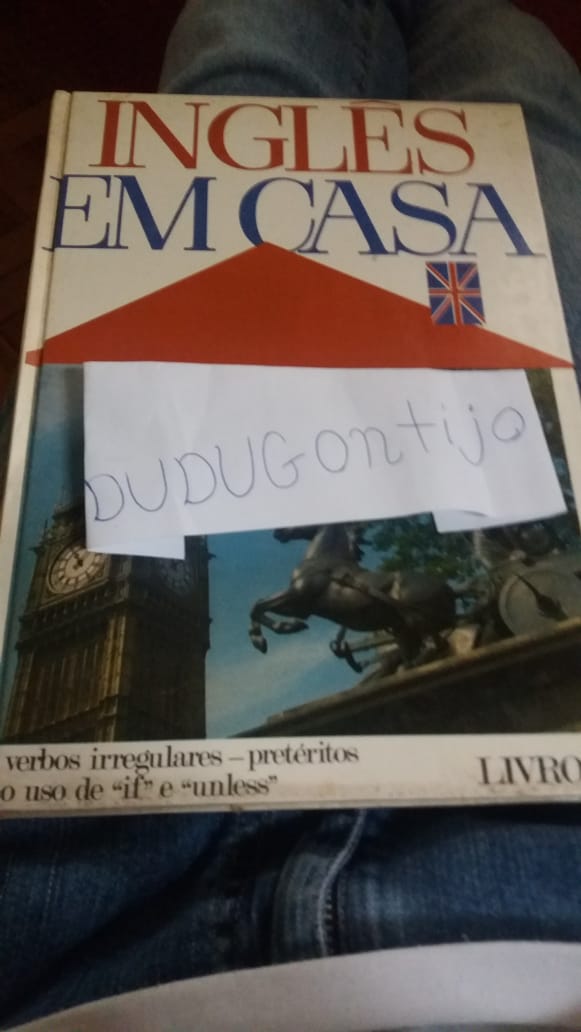 INGLÊS
EM CASA
DUDUGontijo
verbos irregulares – pretéritos
o uso de “if” e “unless”
LIVRO